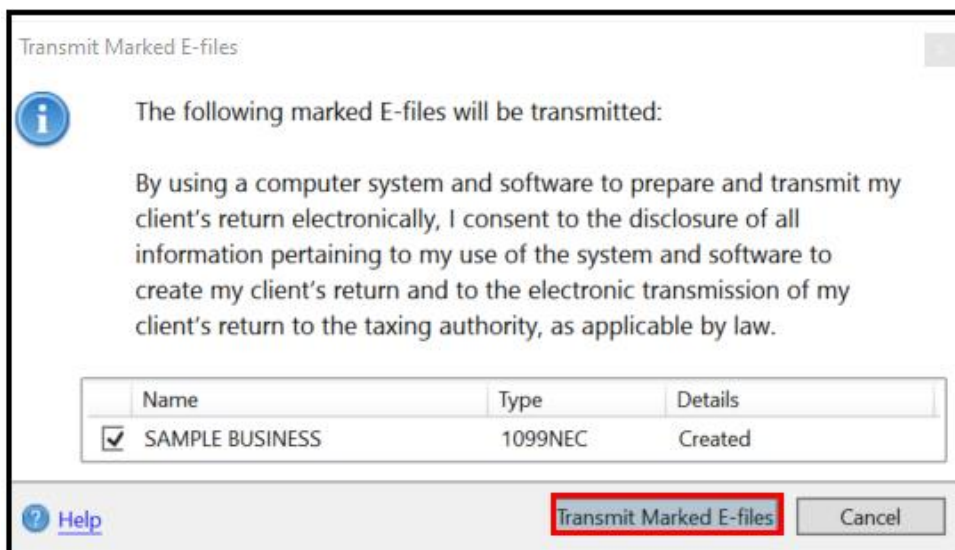 Transmit Marked E-files
The following marked E-files will be transmitted:
By using a computer system and software to prepare and transmit my
client's return electronically, I consent to the disclosure of all
information pertaining to my use of the system and software to
create my client's return and to the electronic transmission of my
client's return to the taxing authority, as applicable by law.
Name Type Details
SAMPLE BUSINESS 1099NEC Created
Help Transmit Marked E-files Cancel